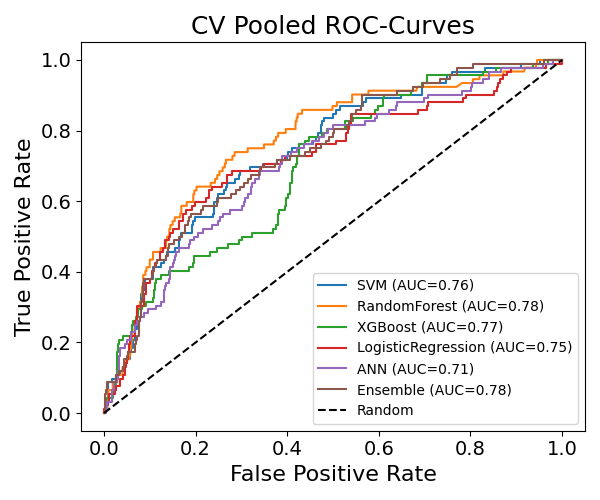 CV Pooled ROC-Curves
True Positive Rate
1.0
0.8
0.6
0.4
0.2
0.0
SVM (AUC=0.76)
RandomForest (AUC=0.78)
XGBoost (AUC=0.77)
LogisticRegression (AUC=0.75)
ANN (AUC=0.71)
Ensemble (AUC=0.78)
Random
0.0 0.2 0.4 0.6 0.8 1.0
False Positive Rate